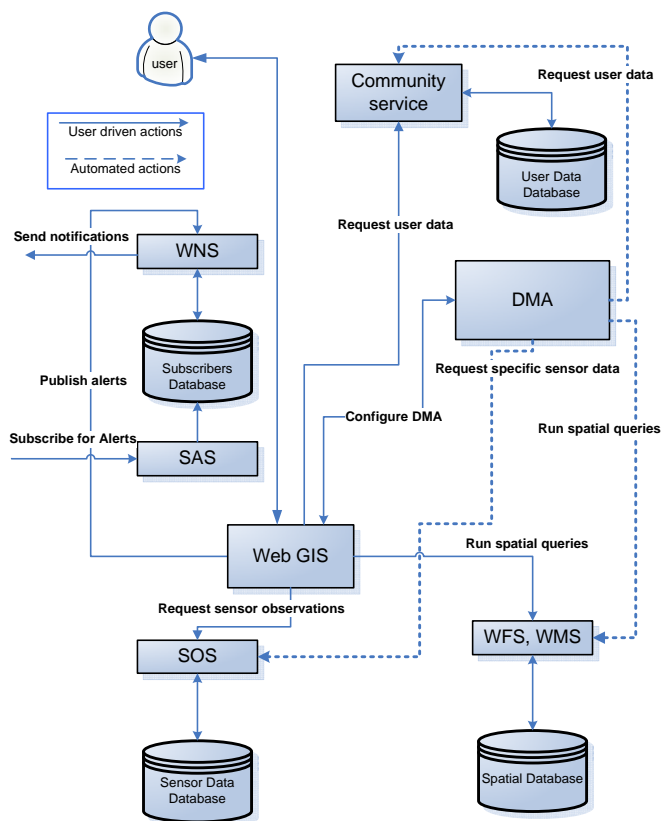 user
User driven actions
Automated actions
Community
service
Request user data
User Data
Database
Send notifications
WNS
Request user data
DMA
Subscribers
Database
Publish alerts
Request specific sensor data
Configure DMA
Run spatial queries
Subscribe for Alerts
SAS
Web GIS
Run spatial queries
Request sensor observations
SOS
WFS, WMS
Sensor Data
Database
Spatial Database